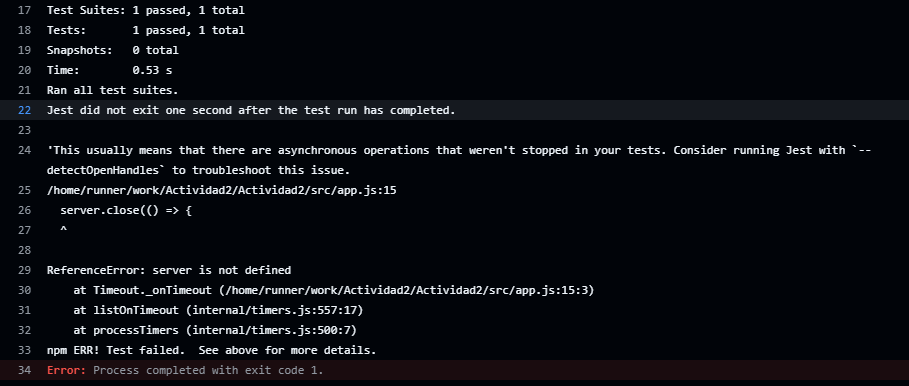 17 Test Suites: 1 passed, 1 total
18 Tests:       1 passed, 1 total
19 Snapshots:   0 total
20 Time:        0.53 s
21 Ran all test suites.
22 Jest did not exit one second after the test run has completed.
23
24 'This usually means that there are asynchronous operations that weren't stopped in your tests. Consider running Jest with `--
detectOpenHandles` to troubleshoot this issue.
25 /home/runner/work/Actividad2/Actividad2/src/app.js:15
26   server.close(() => {
27   ^
28
29 ReferenceError: server is not defined
30     at Timeout._onTimeout (/home/runner/work/Actividad2/Actividad2/src/app.js:15:3)
31     at listOnTimeout (internal/timers.js:557:17)
32     at processTimers (internal/timers.js:500:7)
33 npm ERR! Test failed.  See above for more details.
34 Error: Process completed with exit code 1.